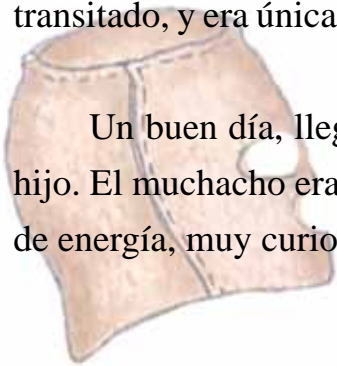 transitado, y era única
Un buen día, lleg
hijo. El muchacho era
de energía, muy curio